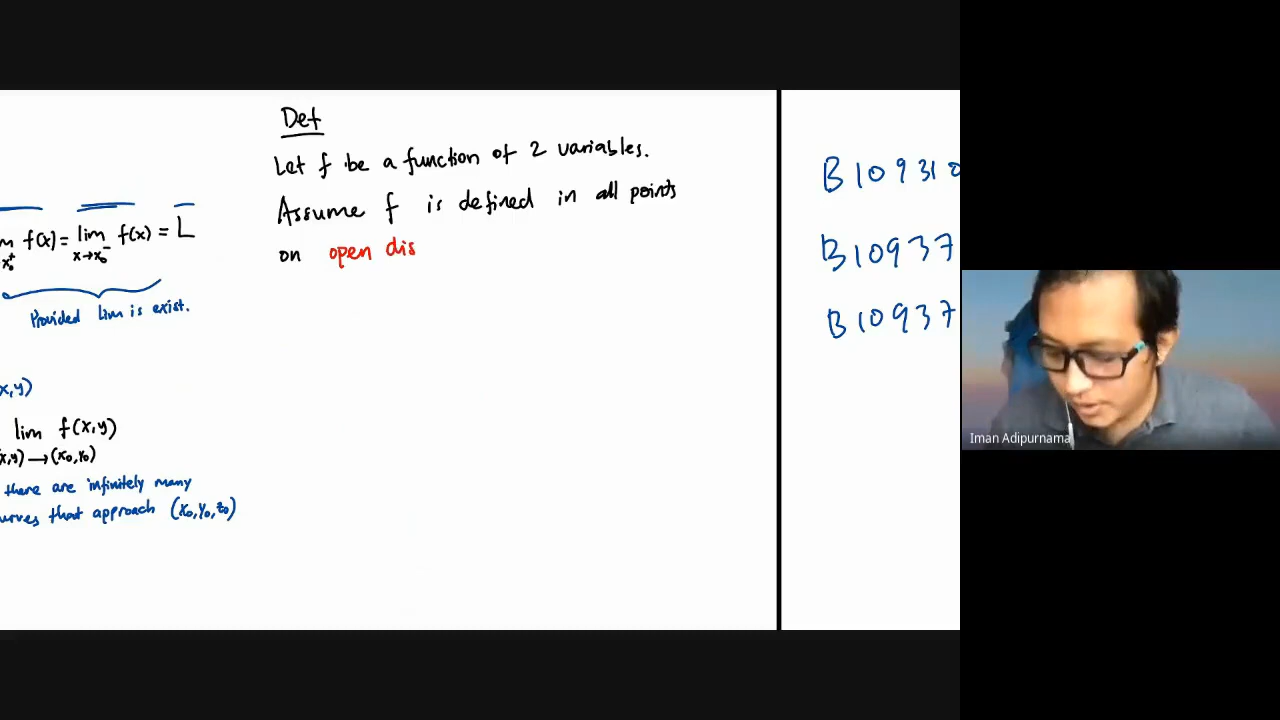 f(x) = lim f(x) = L
x₀⁺ x→x₀⁻
Provided Lim is exist.
x,y)
lim f(x,y)
x,y) → (x₀,y₀)
there are infinitely many
urves that approach (x₀,y₀,z₀)
Def
Let f be a function of 2 variables.
Assume f is defined in all points
on open dis
B109310
B10937
B10937
Iman Adipurnama